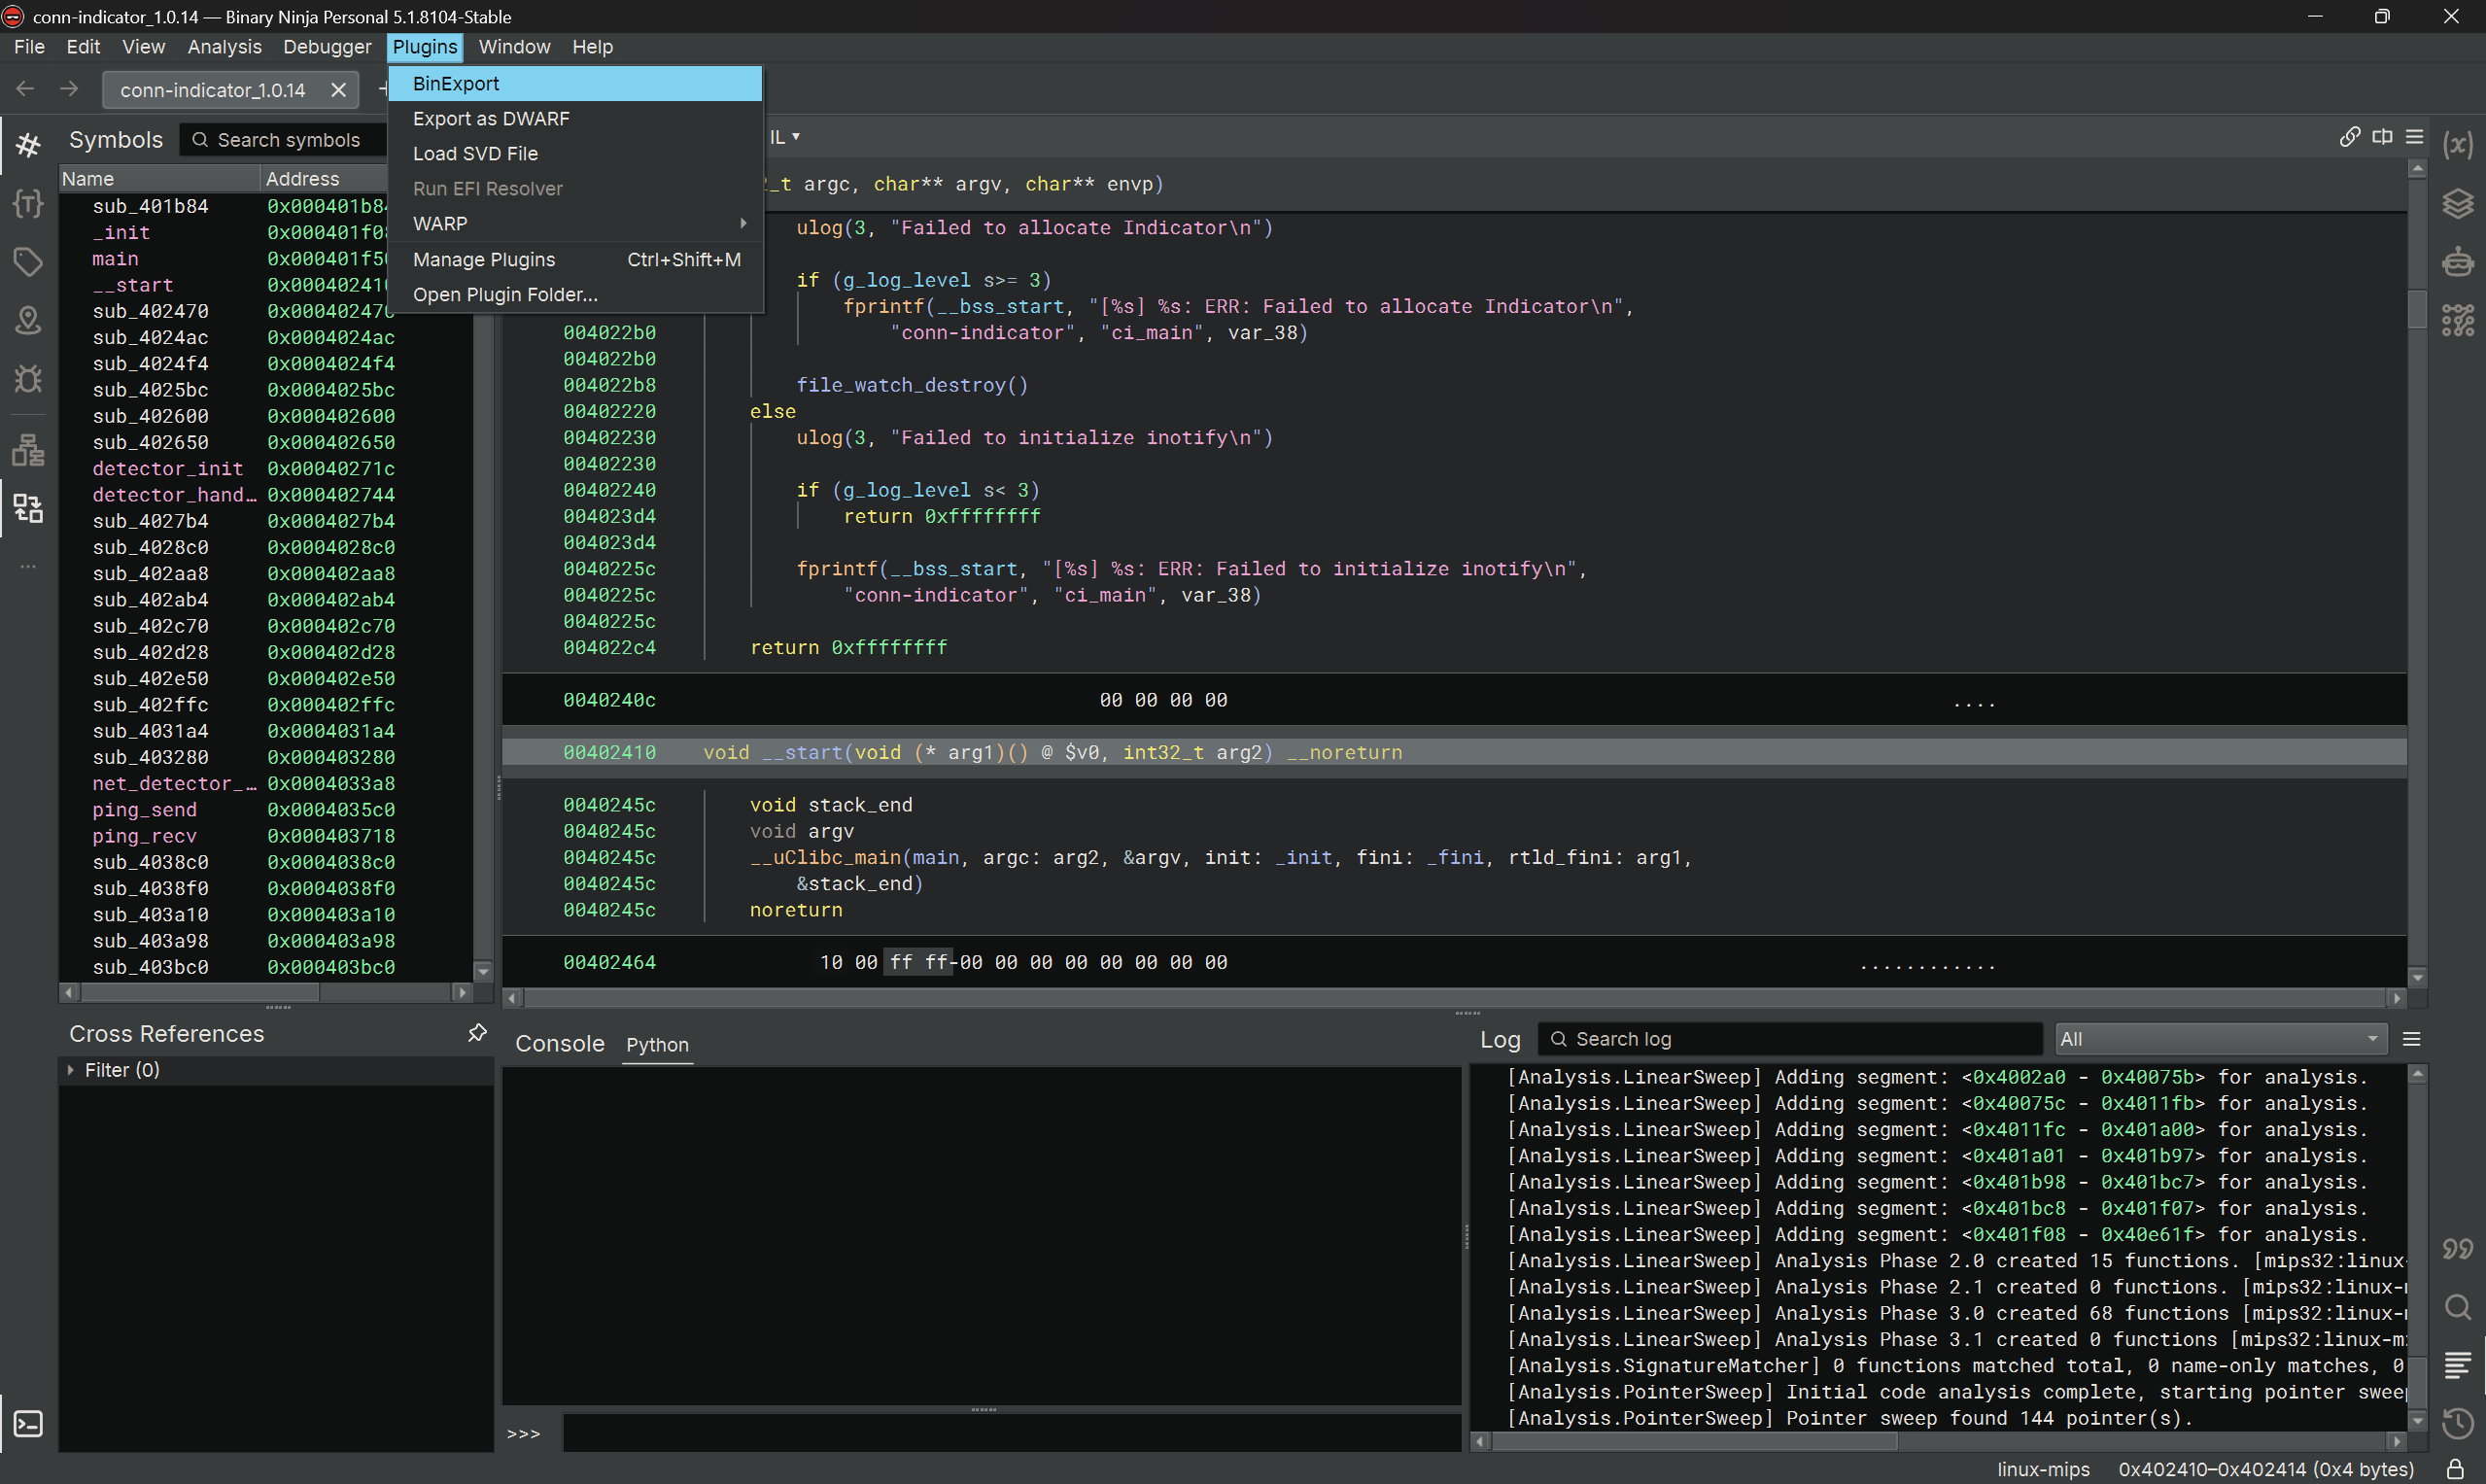 conn-indicator_1.0.14 — Binary Ninja Personal 5.1.8104-Stable
File Edit View Analysis Debugger Plugins Window Help
conn-indicator_1.0.14
BinExport
Export as DWARF
Load SVD File
Run EFI Resolver
WARP
Manage Plugins Ctrl+Shift+M
Open Plugin Folder...
Symbols Search symbols
Name Address
sub_401b84 0x000401b84
_init 0x000401f08
main 0x000401f50
__start 0x000402410
sub_402470 0x000402470
sub_4024ac 0x0004024ac
sub_4024f4 0x0004024f4
sub_4025bc 0x0004025bc
sub_402600 0x000402600
sub_402650 0x000402650
detector_init 0x00040271c
detector_hand… 0x000402744
sub_4027b4 0x0004027b4
sub_4028c0 0x0004028c0
sub_402aa8 0x000402aa8
sub_402ab4 0x000402ab4
sub_402c70 0x000402c70
sub_402d28 0x000402d28
sub_402e50 0x000402e50
sub_402ffc 0x000402ffc
sub_4031a4 0x0004031a4
sub_403280 0x000403280
net_detector_… 0x0004033a8
ping_send 0x0004035c0
ping_recv 0x000403718
sub_4038c0 0x0004038c0
sub_4038f0 0x0004038f0
sub_403a10 0x000403a10
sub_403a98 0x000403a98
sub_403bc0 0x000403bc0
IL
_t argc, char** argv, char** envp)
ulog(3, "Failed to allocate Indicator\n")
if (g_log_level s>= 3)
fprintf(__bss_start, "[%s] %s: ERR: Failed to allocate Indicator\n",
004022b0 "conn-indicator", "ci_main", var_38)
004022b0
004022b8 file_watch_destroy()
00402220 else
00402230 ulog(3, "Failed to initialize inotify\n")
00402230
00402240 if (g_log_level s< 3)
004023d4 return 0xffffffff
004023d4
0040225c fprintf(__bss_start, "[%s] %s: ERR: Failed to initialize inotify\n",
0040225c "conn-indicator", "ci_main", var_38)
0040225c
004022c4 return 0xffffffff
0040240c 00 00 00 00 ....
00402410 void __start(void (* arg1)() @ $v0, int32_t arg2) __noreturn
0040245c void stack_end
0040245c void argv
0040245c __uClibc_main(main, argc: arg2, &argv, init: _init, fini: _fini, rtld_fini: arg1,
0040245c &stack_end)
0040245c noreturn
00402464 10 00 ff ff-00 00 00 00 00 00 00 00 ............
Cross References
Filter (0)
Console Python
>>>
Log Search log All
[Analysis.LinearSweep] Adding segment: <0x4002a0 - 0x40075b> for analysis.
[Analysis.LinearSweep] Adding segment: <0x40075c - 0x4011fb> for analysis.
[Analysis.LinearSweep] Adding segment: <0x4011fc - 0x401a00> for analysis.
[Analysis.LinearSweep] Adding segment: <0x401a01 - 0x401b97> for analysis.
[Analysis.LinearSweep] Adding segment: <0x401b98 - 0x401bc7> for analysis.
[Analysis.LinearSweep] Adding segment: <0x401bc8 - 0x401f07> for analysis.
[Analysis.LinearSweep] Adding segment: <0x401f08 - 0x40e61f> for analysis.
[Analysis.LinearSweep] Analysis Phase 2.0 created 15 functions. [mips32:linux-
[Analysis.LinearSweep] Analysis Phase 2.1 created 0 functions. [mips32:linux-m
[Analysis.LinearSweep] Analysis Phase 3.0 created 68 functions [mips32:linux-m
[Analysis.LinearSweep] Analysis Phase 3.1 created 0 functions [mips32:linux-m
[Analysis.SignatureMatcher] 0 functions matched total, 0 name-only matches, 0
[Analysis.PointerSweep] Initial code analysis complete, starting pointer sweep
[Analysis.PointerSweep] Pointer sweep found 144 pointer(s).
linux-mips 0x402410–0x402414 (0x4 bytes)